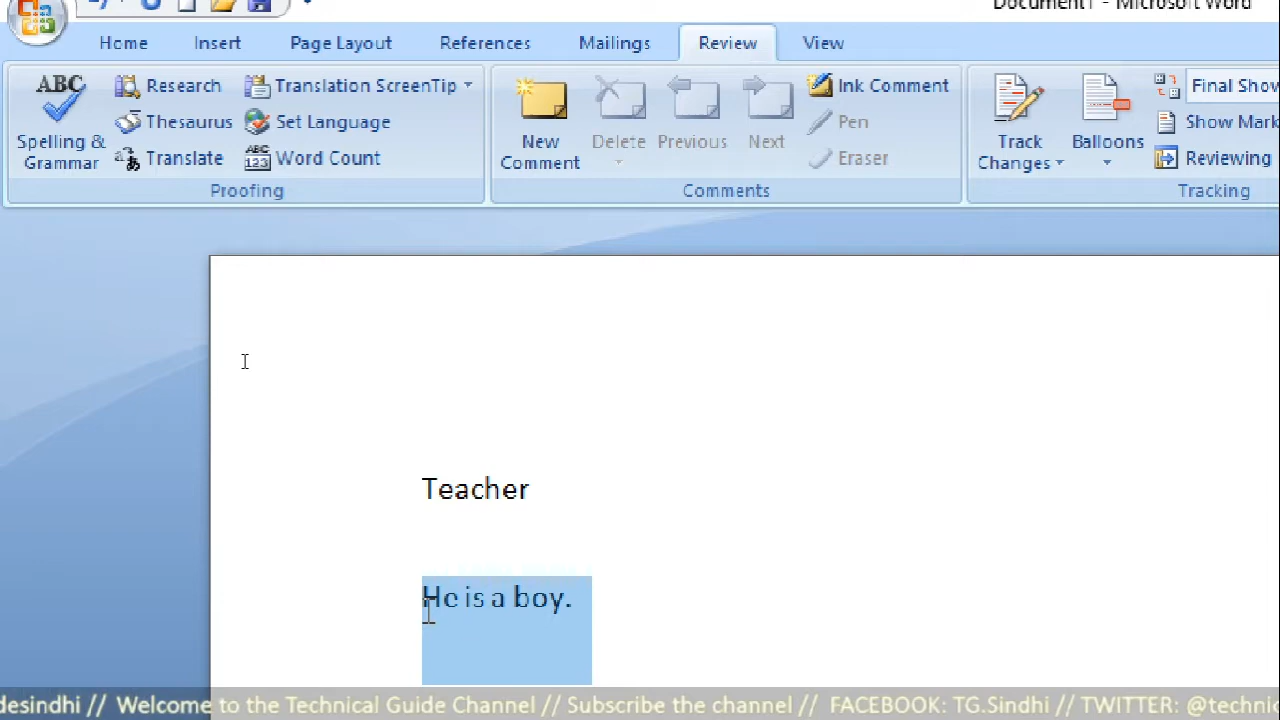 Document1 - Microsoft Word
Home Insert Page Layout References Mailings Review View
ABC
Spelling &
Grammar
Research
Thesaurus
Translate
Translation ScreenTip
Set Language
ABC
123
Word Count
Proofing
New
Comment
Delete
Previous
Next
Ink Comment
Pen
Eraser
Comments
Track
Changes
Balloons
Final Show
Show Mark
Reviewing
Tracking
Teacher
He is a boy.
desindhi // Welcome to the Technical Guide Channel // Subscribe the channel // FACEBOOK: TG.Sindhi // TWITTER: @technic